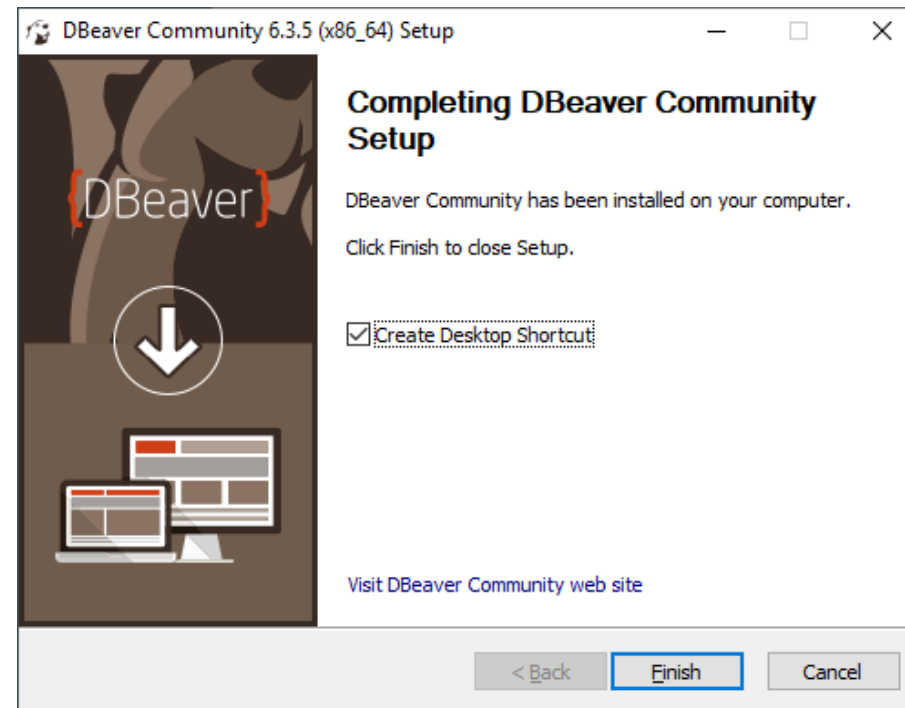 DBeaver Community 6.3.5 (x86_64) Setup
{DBeaver}
Completing DBeaver Community
Setup
DBeaver Community has been installed on your computer.
Click Finish to close Setup.
Create Desktop Shortcut
Visit DBeaver Community web site
< Back
Finish
Cancel